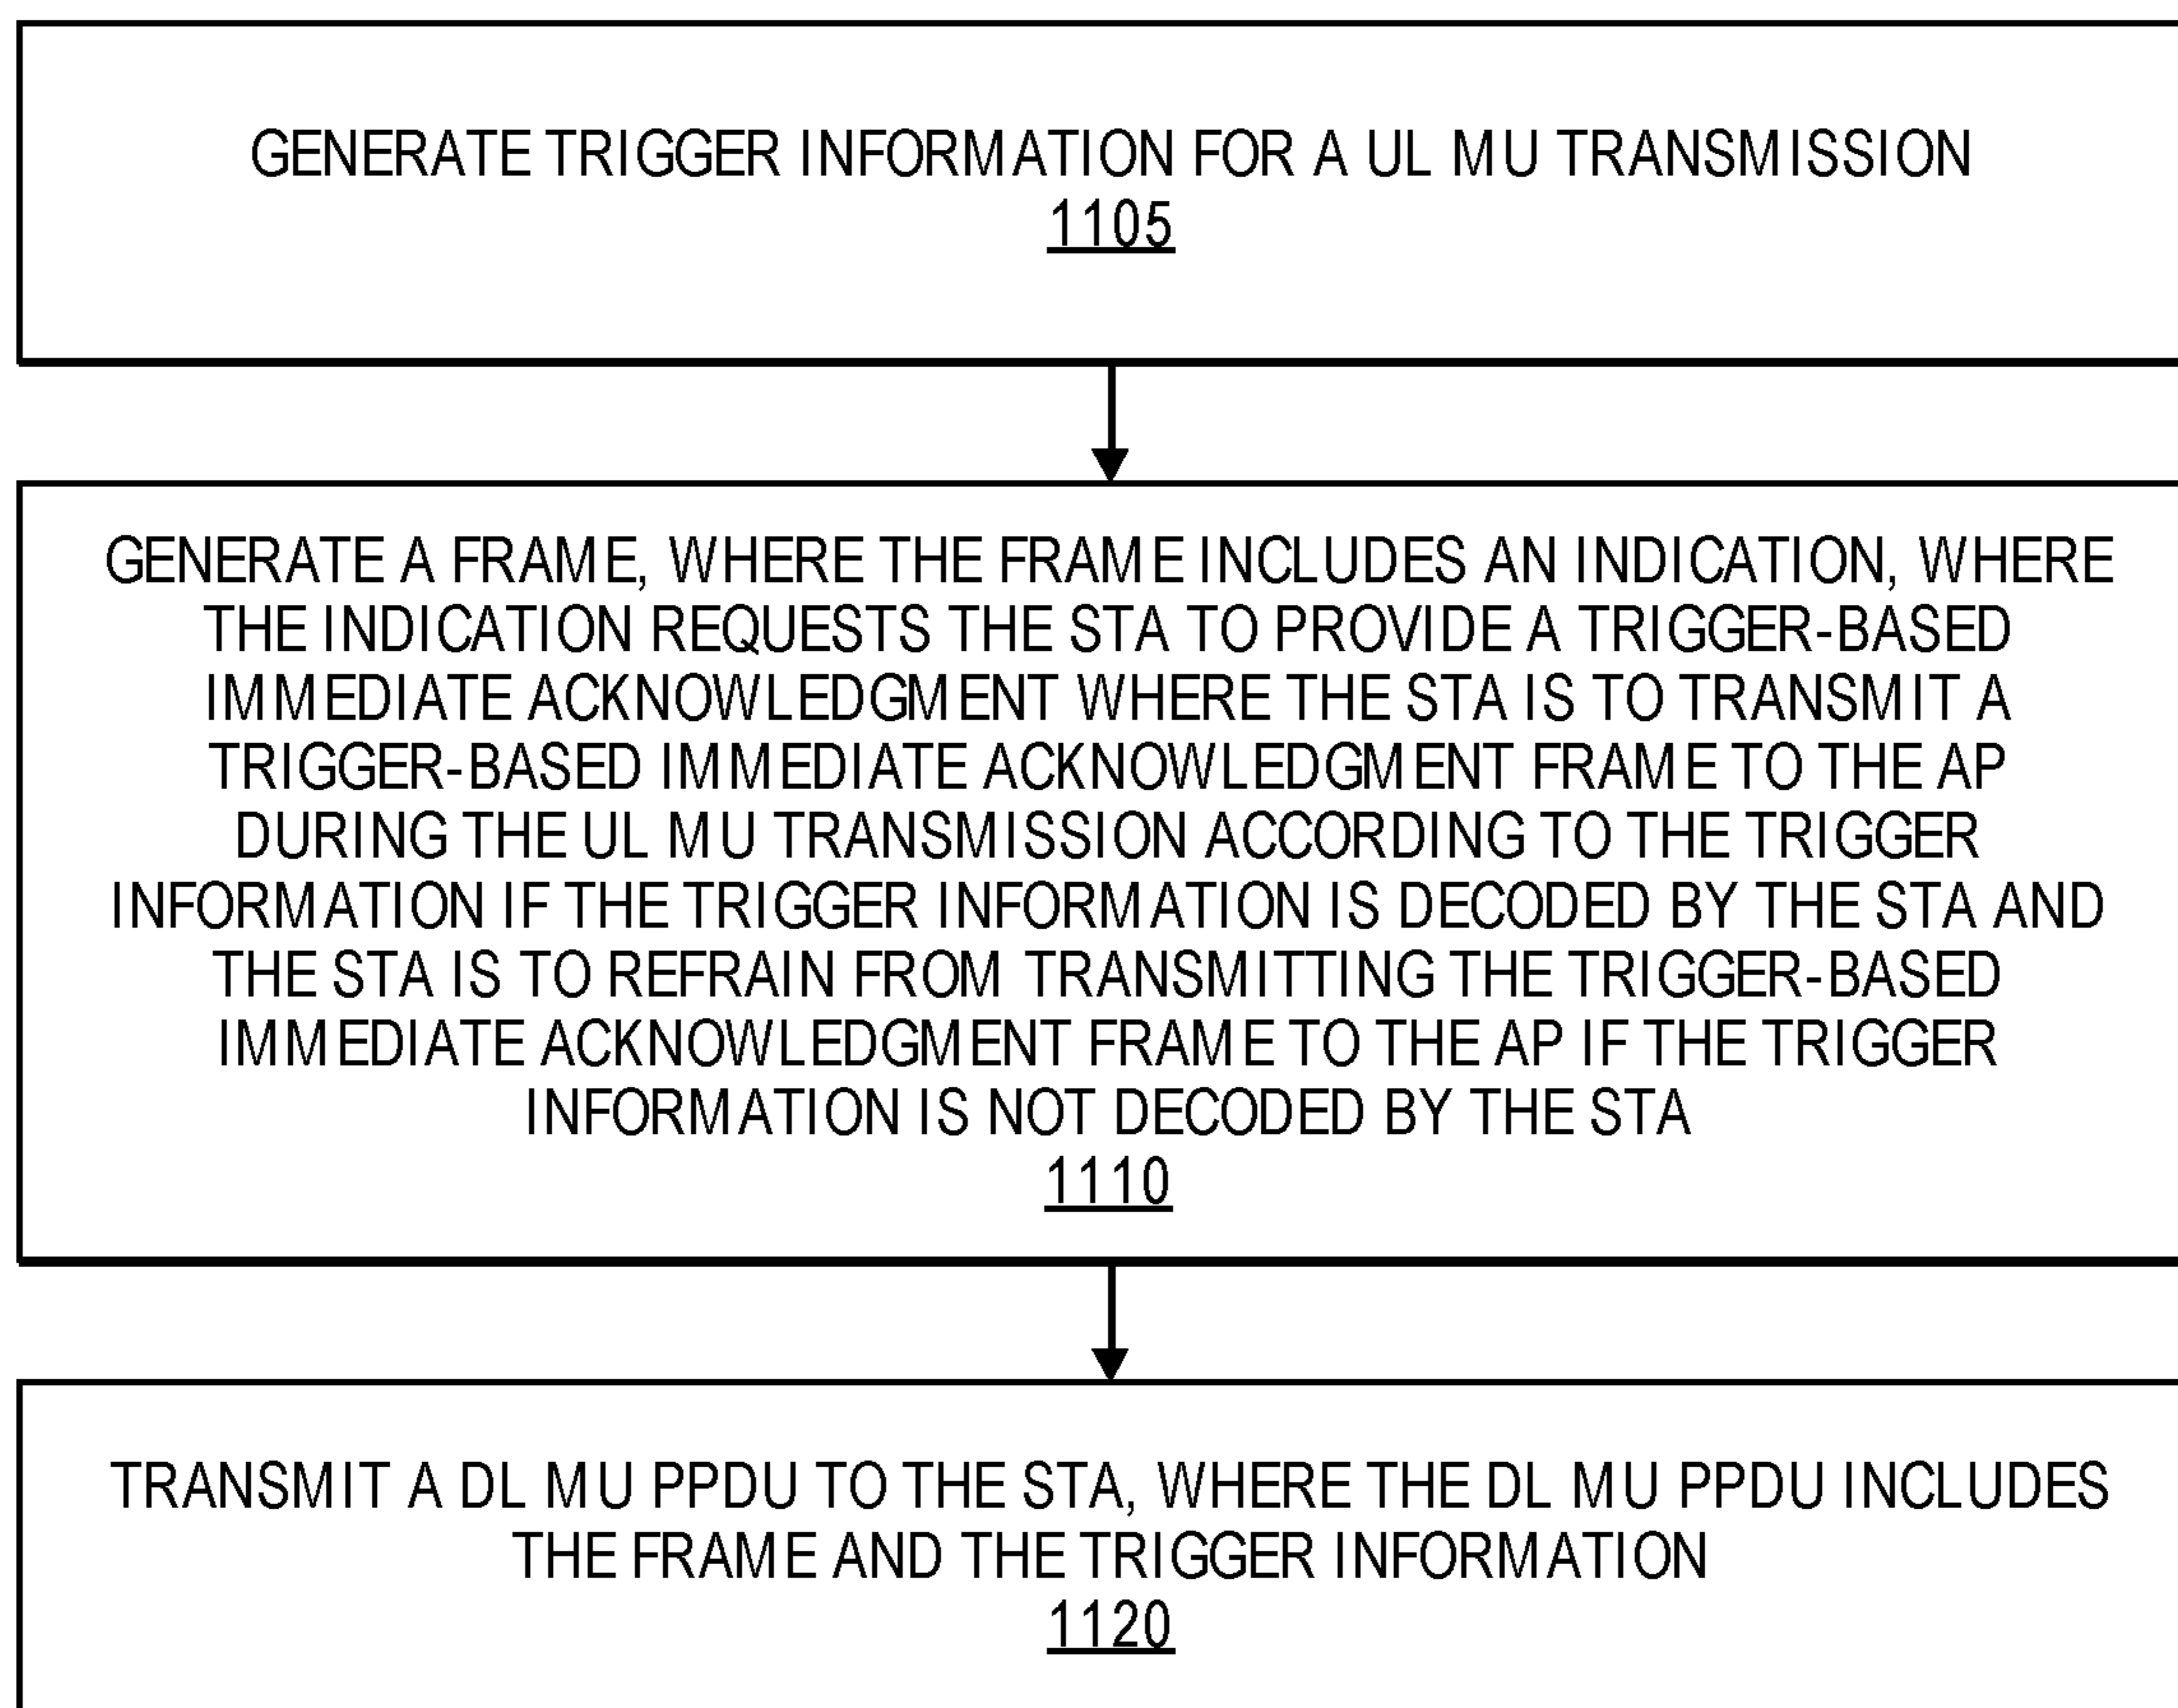 GENERATE TRIGGER INFORMATION FOR A UL MU TRANSMISSION
1105
GENERATE A FRAME, WHERE THE FRAME INCLUDES AN INDICATION, WHERE
THE INDICATION REQUESTS THE STA TO PROVIDE A TRIGGER-BASED
IMMEDIATE ACKNOWLEDGMENT WHERE THE STA IS TO TRANSMIT A
TRIGGER-BASED IMMEDIATE ACKNOWLEDGMENT FRAME TO THE AP
DURING THE UL MU TRANSMISSION ACCORDING TO THE TRIGGER
INFORMATION IF THE TRIGGER INFORMATION IS DECODED BY THE STA AND
THE STA IS TO REFRAIN FROM TRANSMITTING THE TRIGGER-BASED
IMMEDIATE ACKNOWLEDGMENT FRAME TO THE AP IF THE TRIGGER
INFORMATION IS NOT DECODED BY THE STA
1110
TRANSMIT A DL MU PPDU TO THE STA, WHERE THE DL MU PPDU INCLUDES
THE FRAME AND THE TRIGGER INFORMATION
1120